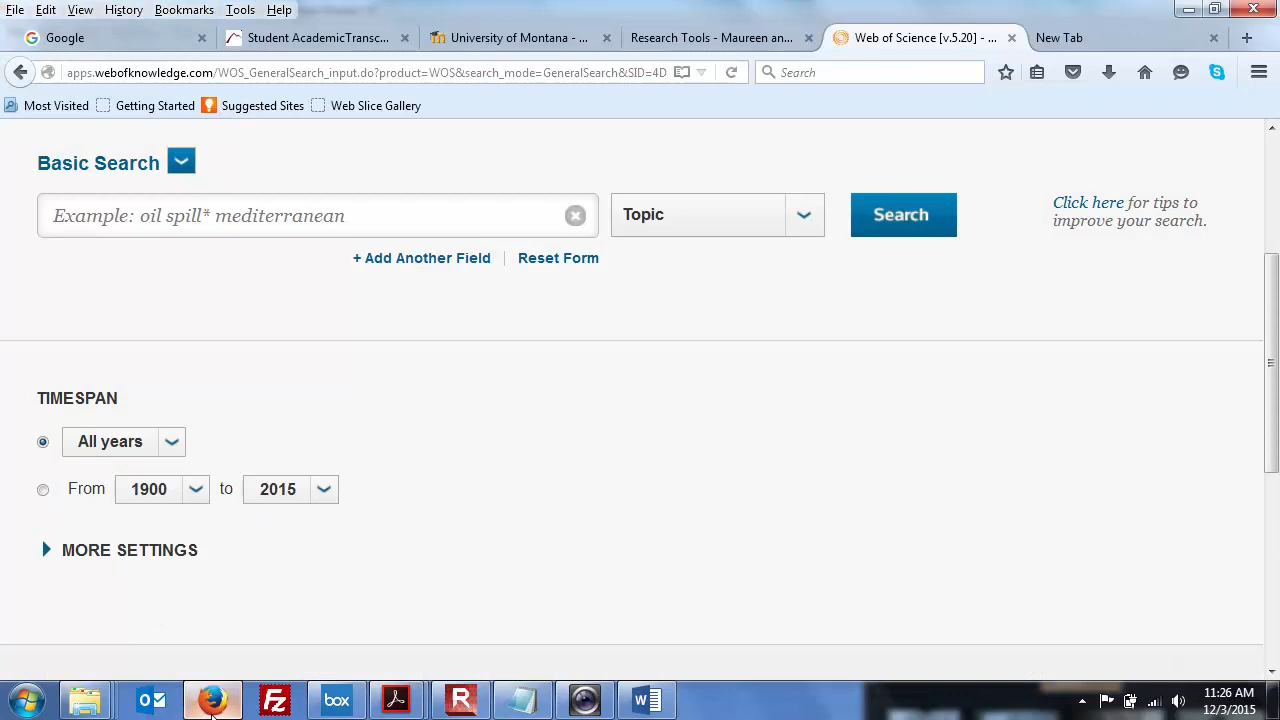 File Edit View History Bookmarks Tools Help
Google Student AcademicTransc... University of Montana - ... Research Tools - Maureen an... Web of Science [v.5.20] - ... New Tab
apps.webofknowledge.com/WOS_GeneralSearch_input.do?product=WOS&search_mode=GeneralSearch&SID=4D Search
Most Visited Getting Started Suggested Sites Web Slice Gallery
Basic Search
Example: oil spill* mediterranean Topic Search
Click here for tips to
improve your search.
+ Add Another Field Reset Form
TIMESPAN
All years
From 1900 to 2015
MORE SETTINGS
11:26 AM
12/3/2015